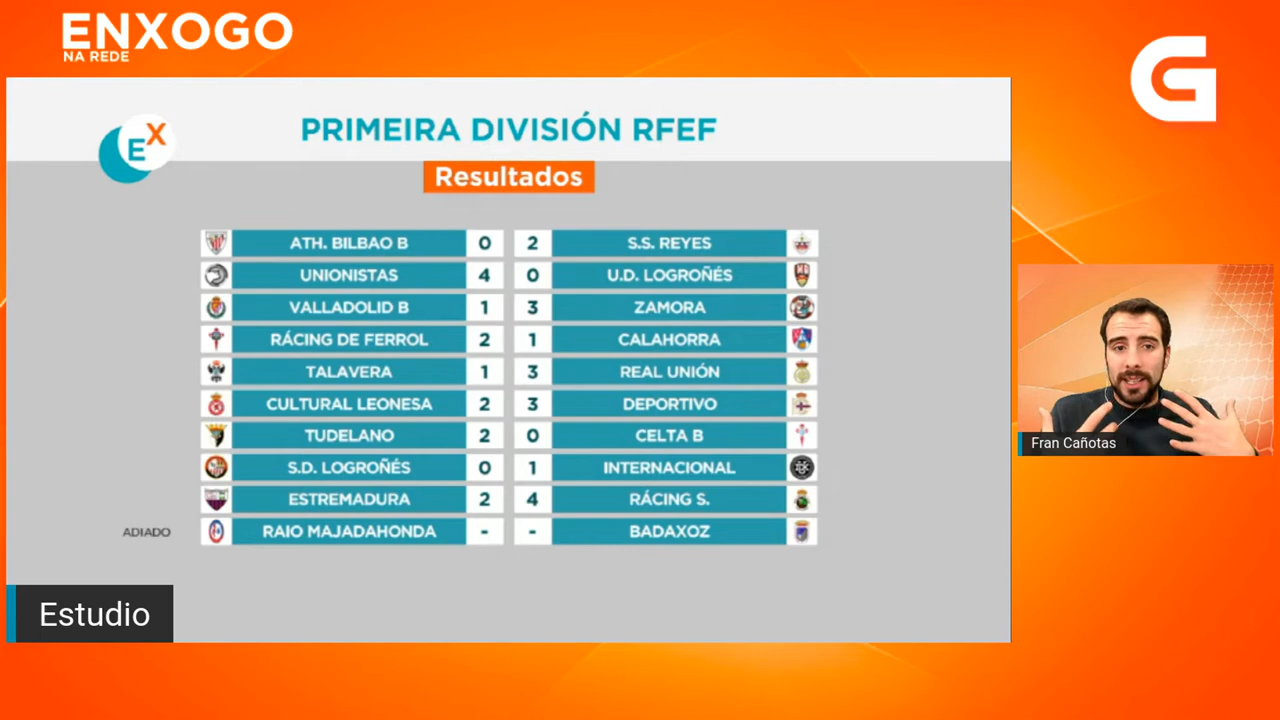 ENXOGO
NA REDE
G
EX
PRIMEIRA DIVISIÓN RFEF
Resultados
ATH. BILBAO B 0 2 S.S. REYES
UNIONISTAS 4 0 U.D. LOGROÑÉS
VALLADOLID B 1 3 ZAMORA
RÁCING DE FERROL 2 1 CALAHORRA
TALAVERA 1 3 REAL UNIÓN
CULTURAL LEONESA 2 3 DEPORTIVO
TUDELANO 2 0 CELTA B
S.D. LOGROÑÉS 0 1 INTERNACIONAL
ESTREMADURA 2 4 RÁCING S.
ADIADO RAIO MAJADAHONDA - - BADAXOZ
Fran Cañotas
Estudio